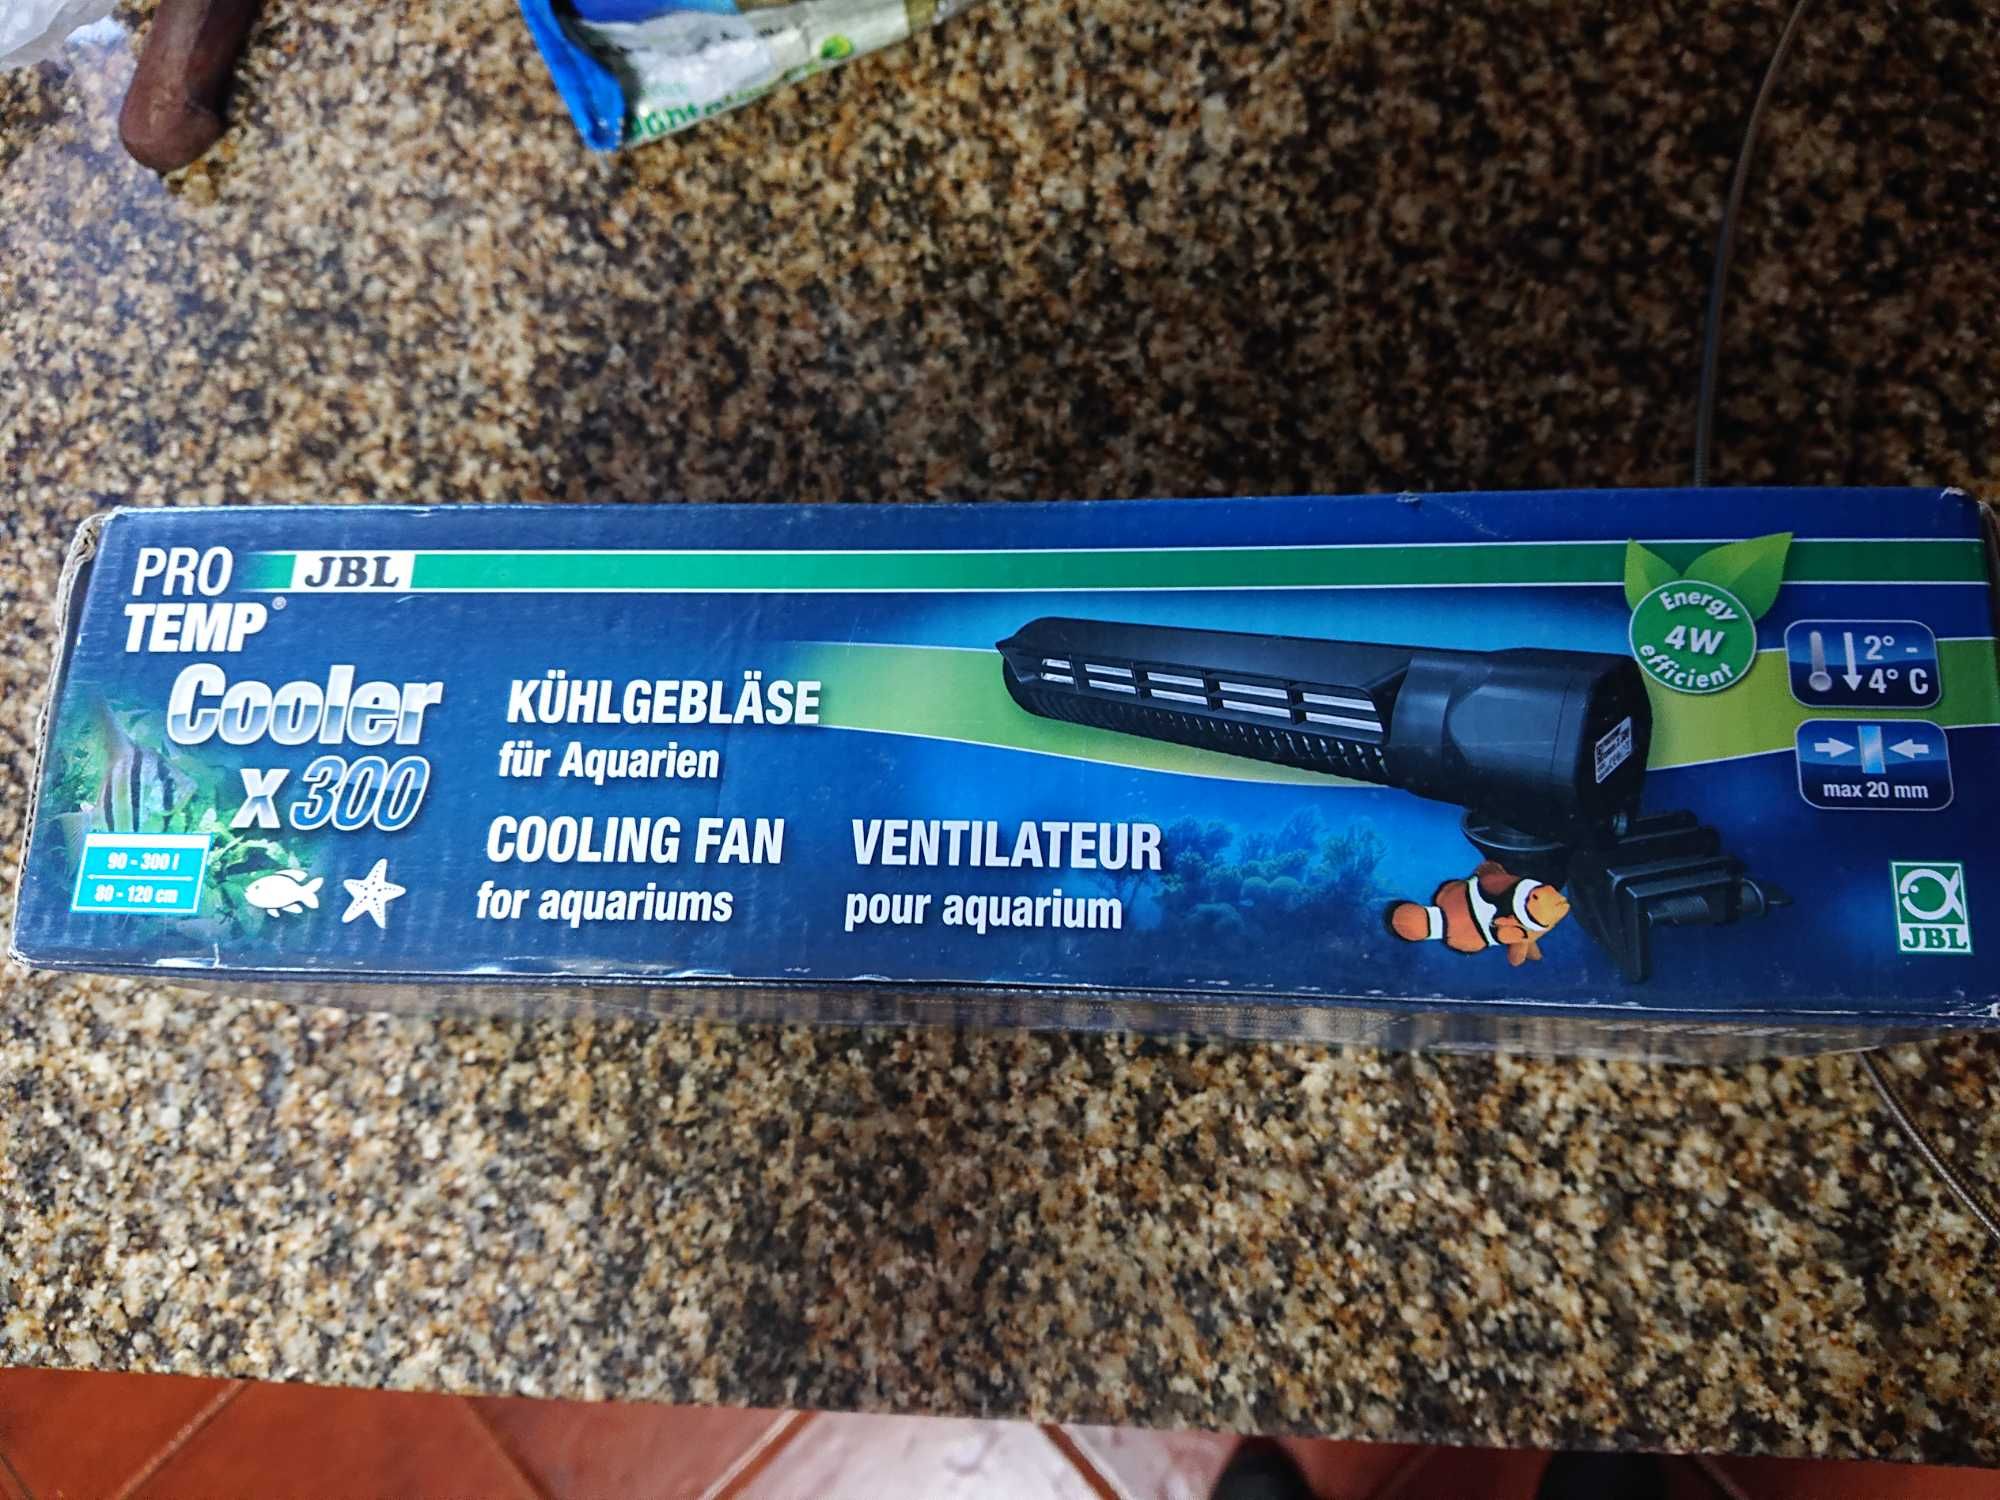 PRO
TEMP®
JBL
Cooler
x 300
90 - 300 l
80 - 120 cm
KÜHLGEBLÄSE
für Aquarien
COOLING FAN
for aquariums
VENTILATEUR
pour aquarium
Energy
4W
efficient
2° -
4° C
max 20 mm
JBL